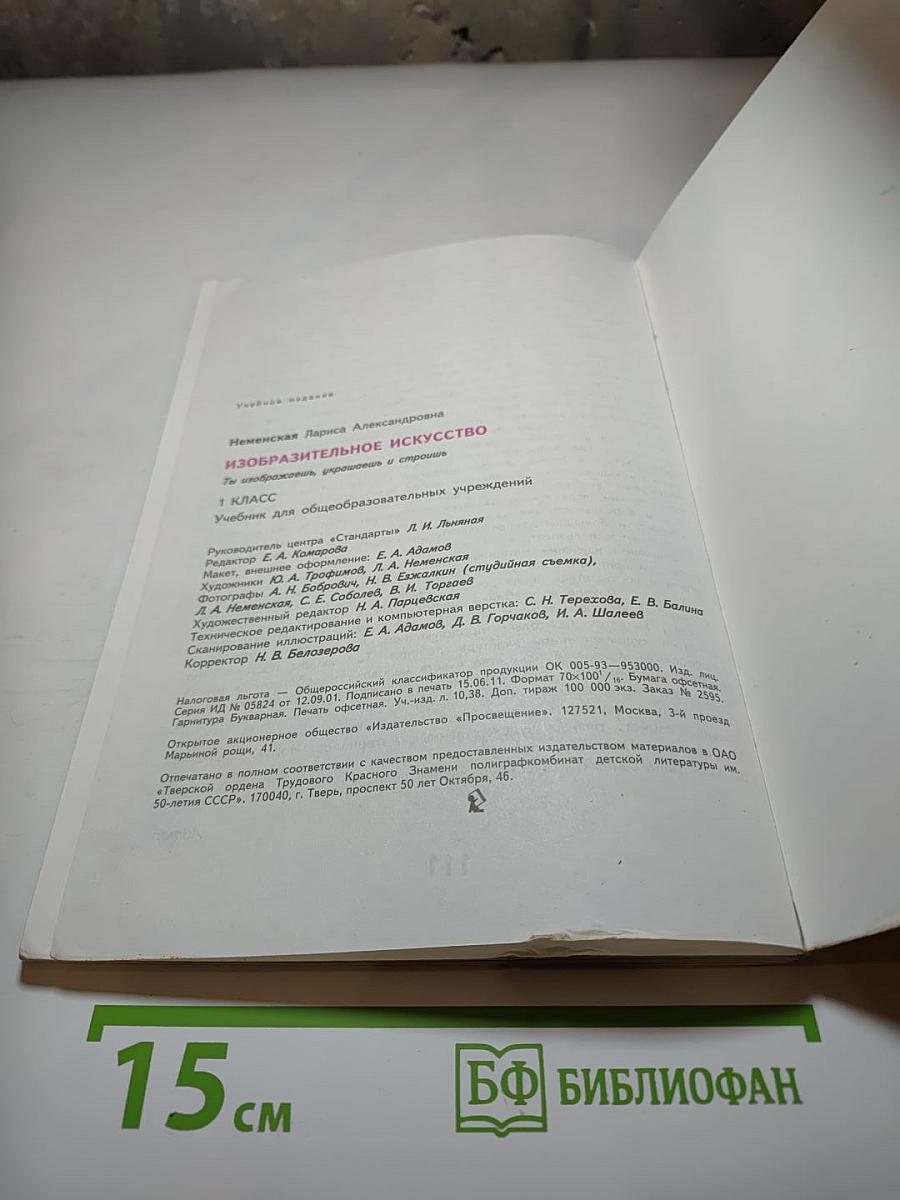 Учебное издание
Неменская Лариса Александровна
ИЗОБРАЗИТЕЛЬНОЕ ИСКУССТВО
Ты изображаешь, украшаешь и строишь
1 КЛАСС
Учебник для общеобразовательных учреждений
Руководитель центра «Стандарты» Л. И. Льняная
Редактор Е. А. Комарова
Макет, внешнее оформление: Е. А. Адамов
Художники Ю. А. Трофимов, Л. А. Неменская
Фотографы А. Н. Бобрович, Н. В. Езжалкин (студийная съемка),
Л. А. Неменская, С. Е. Соболев, В. И. Торгаев
Художественный редактор Н. А. Парцевская
Техническое редактирование и компьютерная верстка: С. Н. Терехова, Е. В. Балина
Сканирование иллюстраций: Е. А. Адамов, Д. В. Горчаков, И. А. Шалеев
Корректор Н. В. Белозерова
Налоговая льгота — Общероссийский классификатор продукции ОК 005-93—953000. Изд. лиц.
Серия ИД № 05824 от 12.09.01. Подписано в печать 15.06.11. Формат 70×100¹/₁₆. Бумага офсетная.
Гарнитура Букварная. Печать офсетная. Уч.-изд. л. 10,38. Доп. тираж 100 000 экз. Заказ № 2595.
Открытое акционерное общество «Издательство «Просвещение». 127521, Москва, 3-й проезд
Марьиной рощи, 41.
Отпечатано в полном соответствии с качеством предоставленных издательством материалов в ОАО
«Тверской ордена Трудового Красного Знамени полиграфкомбинат детской литературы им.
50-летия СССР». 170040, г. Тверь, проспект 50 лет Октября, 46.
111
15 см
БФ БИБЛИОФАН